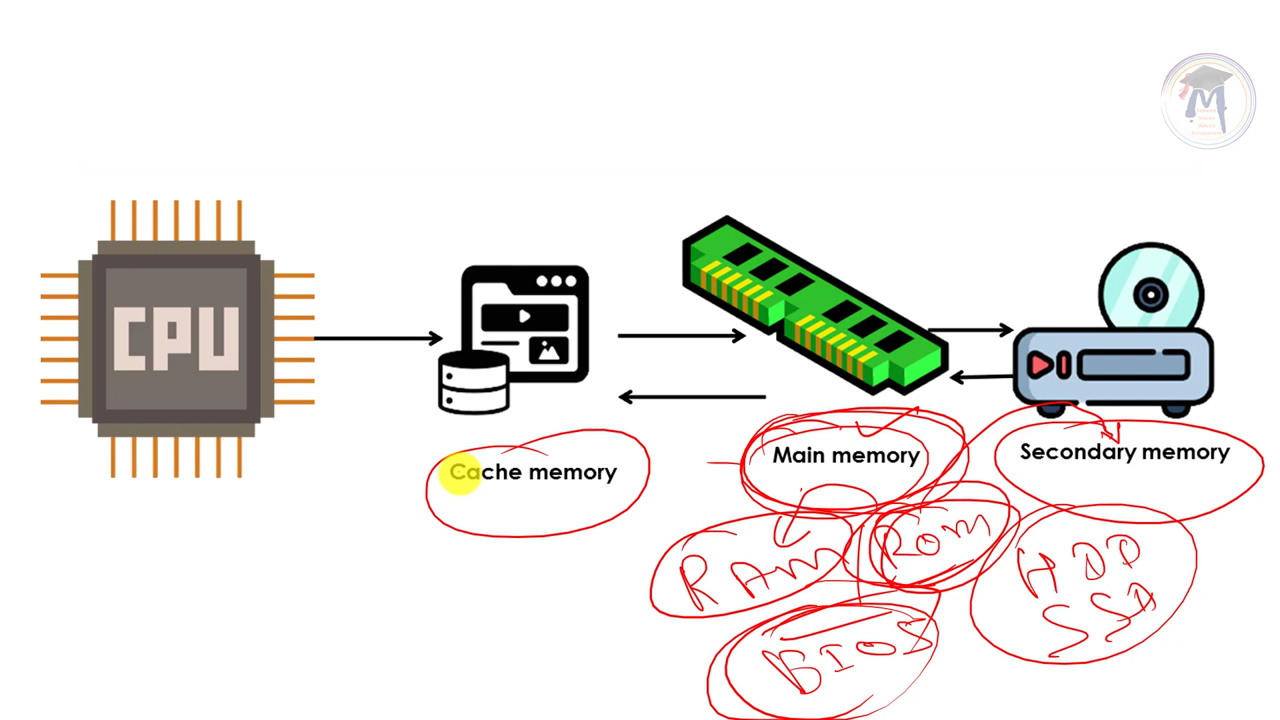 M
CPU
Cache memory
Main memory
Secondary memory
RAM
ROM
HDD
SSD
BIOS